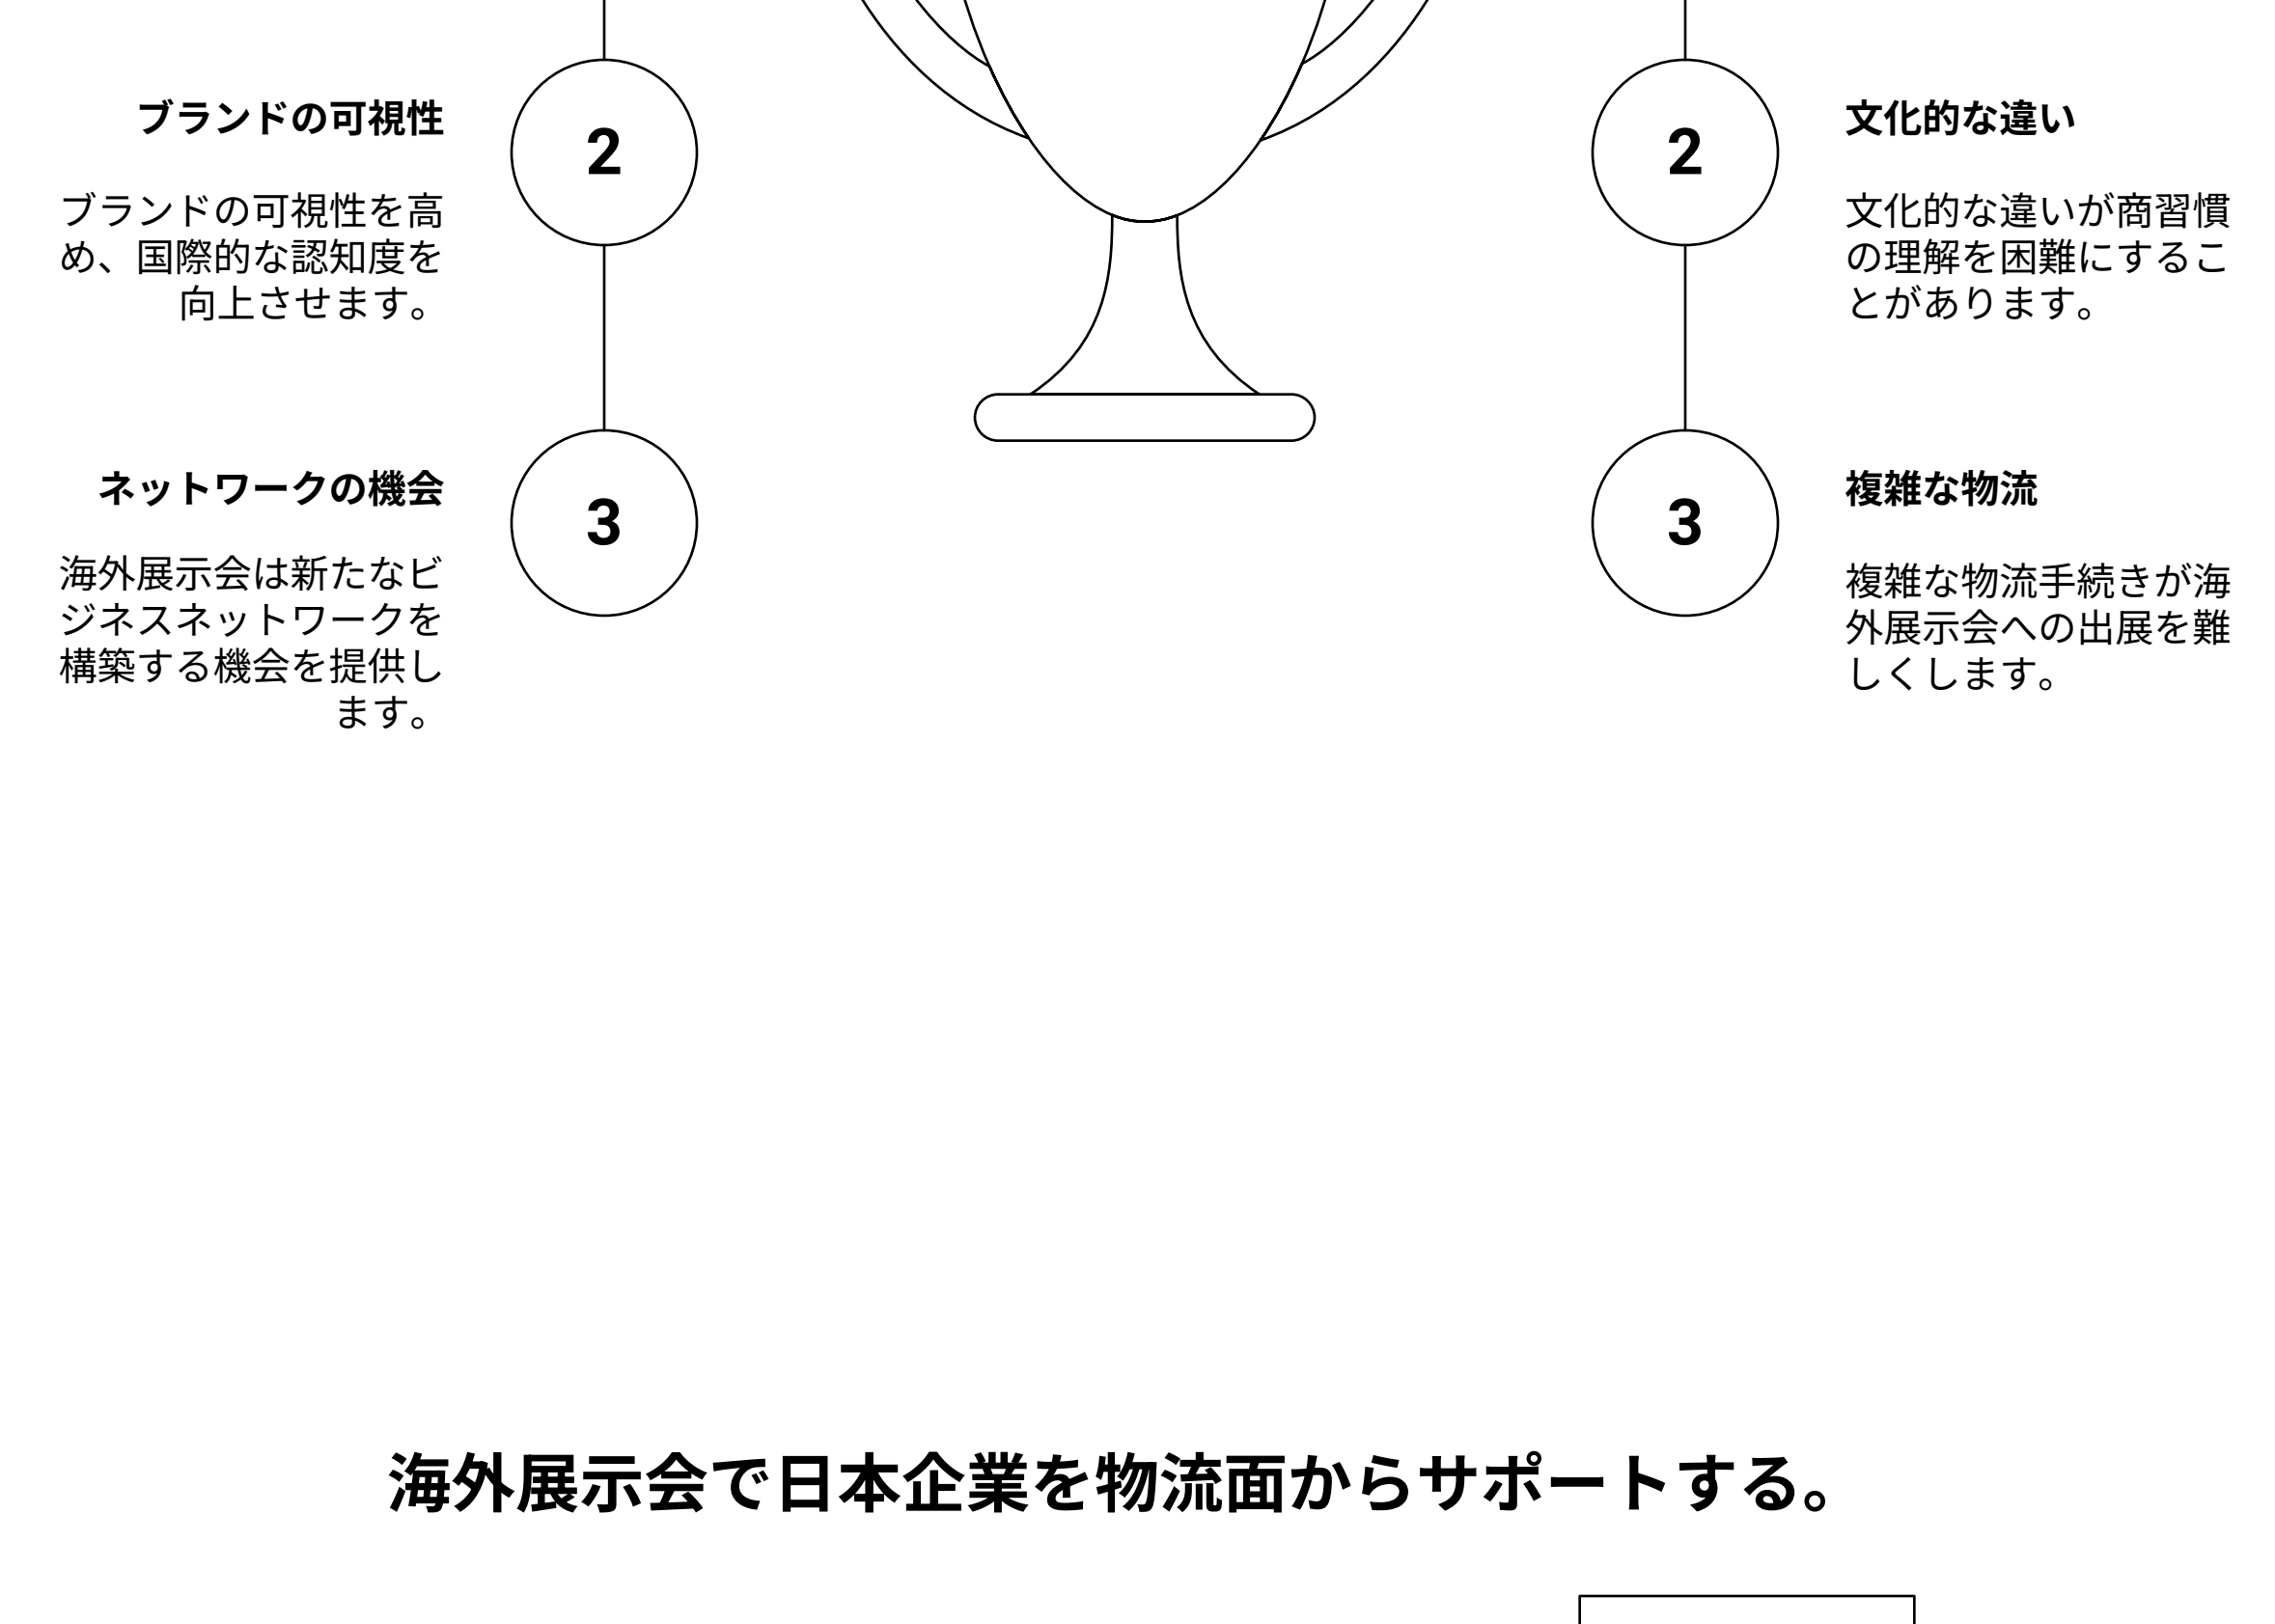 ブランドの可視性
2
ブランドの可視性を高
め、国際的な認知度を
向上させます。
ネットワークの機会
3
海外展示会は新たなビ
ジネスネットワークを
構築する機会を提供し
ます。
2
文化的な違い
文化的な違いが商習慣
の理解を困難にするこ
とがあります。
3
複雑な物流
複雑な物流手続きが海
外展示会への出展を難
しくします。
海外展示会で日本企業を物流面からサポートする。